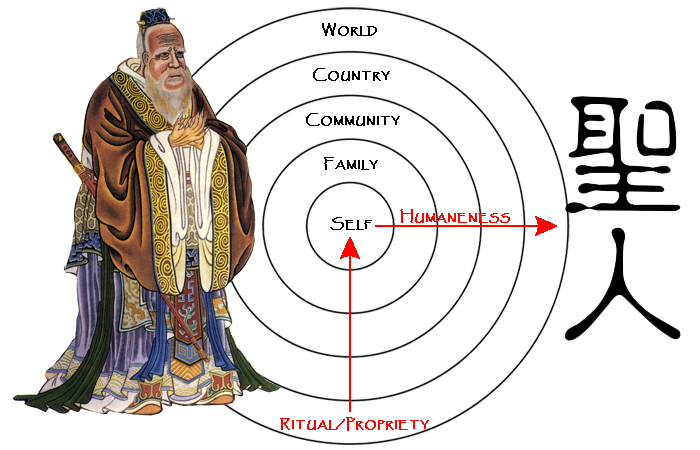 World
Country
Community
Family
Self
Humaneness
Ritual/Propriety
聖
人